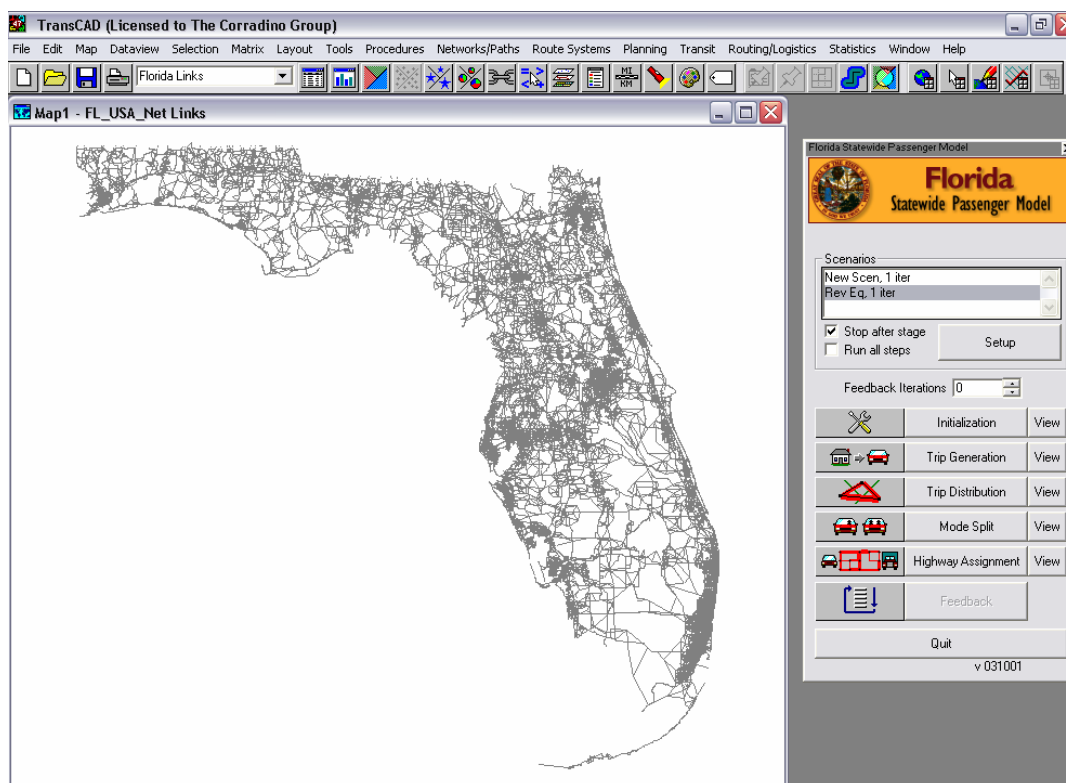 TransCAD (Licensed to The Corradino Group)
File Edit Map Dataview Selection Matrix Layout Tools Procedures Networks/Paths Route Systems Planning Transit Routing/Logistics Statistics Window Help
Florida Links
MI
KM
Map1 - FL_USA_Net Links
Florida Statewide Passenger Model
Florida
Statewide Passenger Model
Scenarios
New Scen, 1 iter
Rev Eq, 1 iter
Stop after stage
Run all steps
Setup
Feedback Iterations 0
Initialization View
Trip Generation View
Trip Distribution View
Mode Split View
Highway Assignment View
Feedback
Quit
v 031001